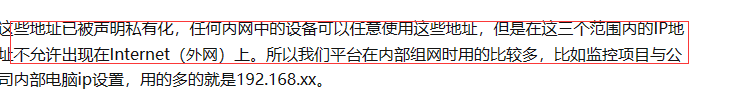 这些地址已被声明私有化，任何内网中的设备可以任意使用这些地址，但是在这三个范围内的IP地
址不允许出现在Internet（外网）上。所以我们平台在内部组网时用的比较多，比如监控项目与公
司内部电脑ip设置，用的多的就是192.168.xx。